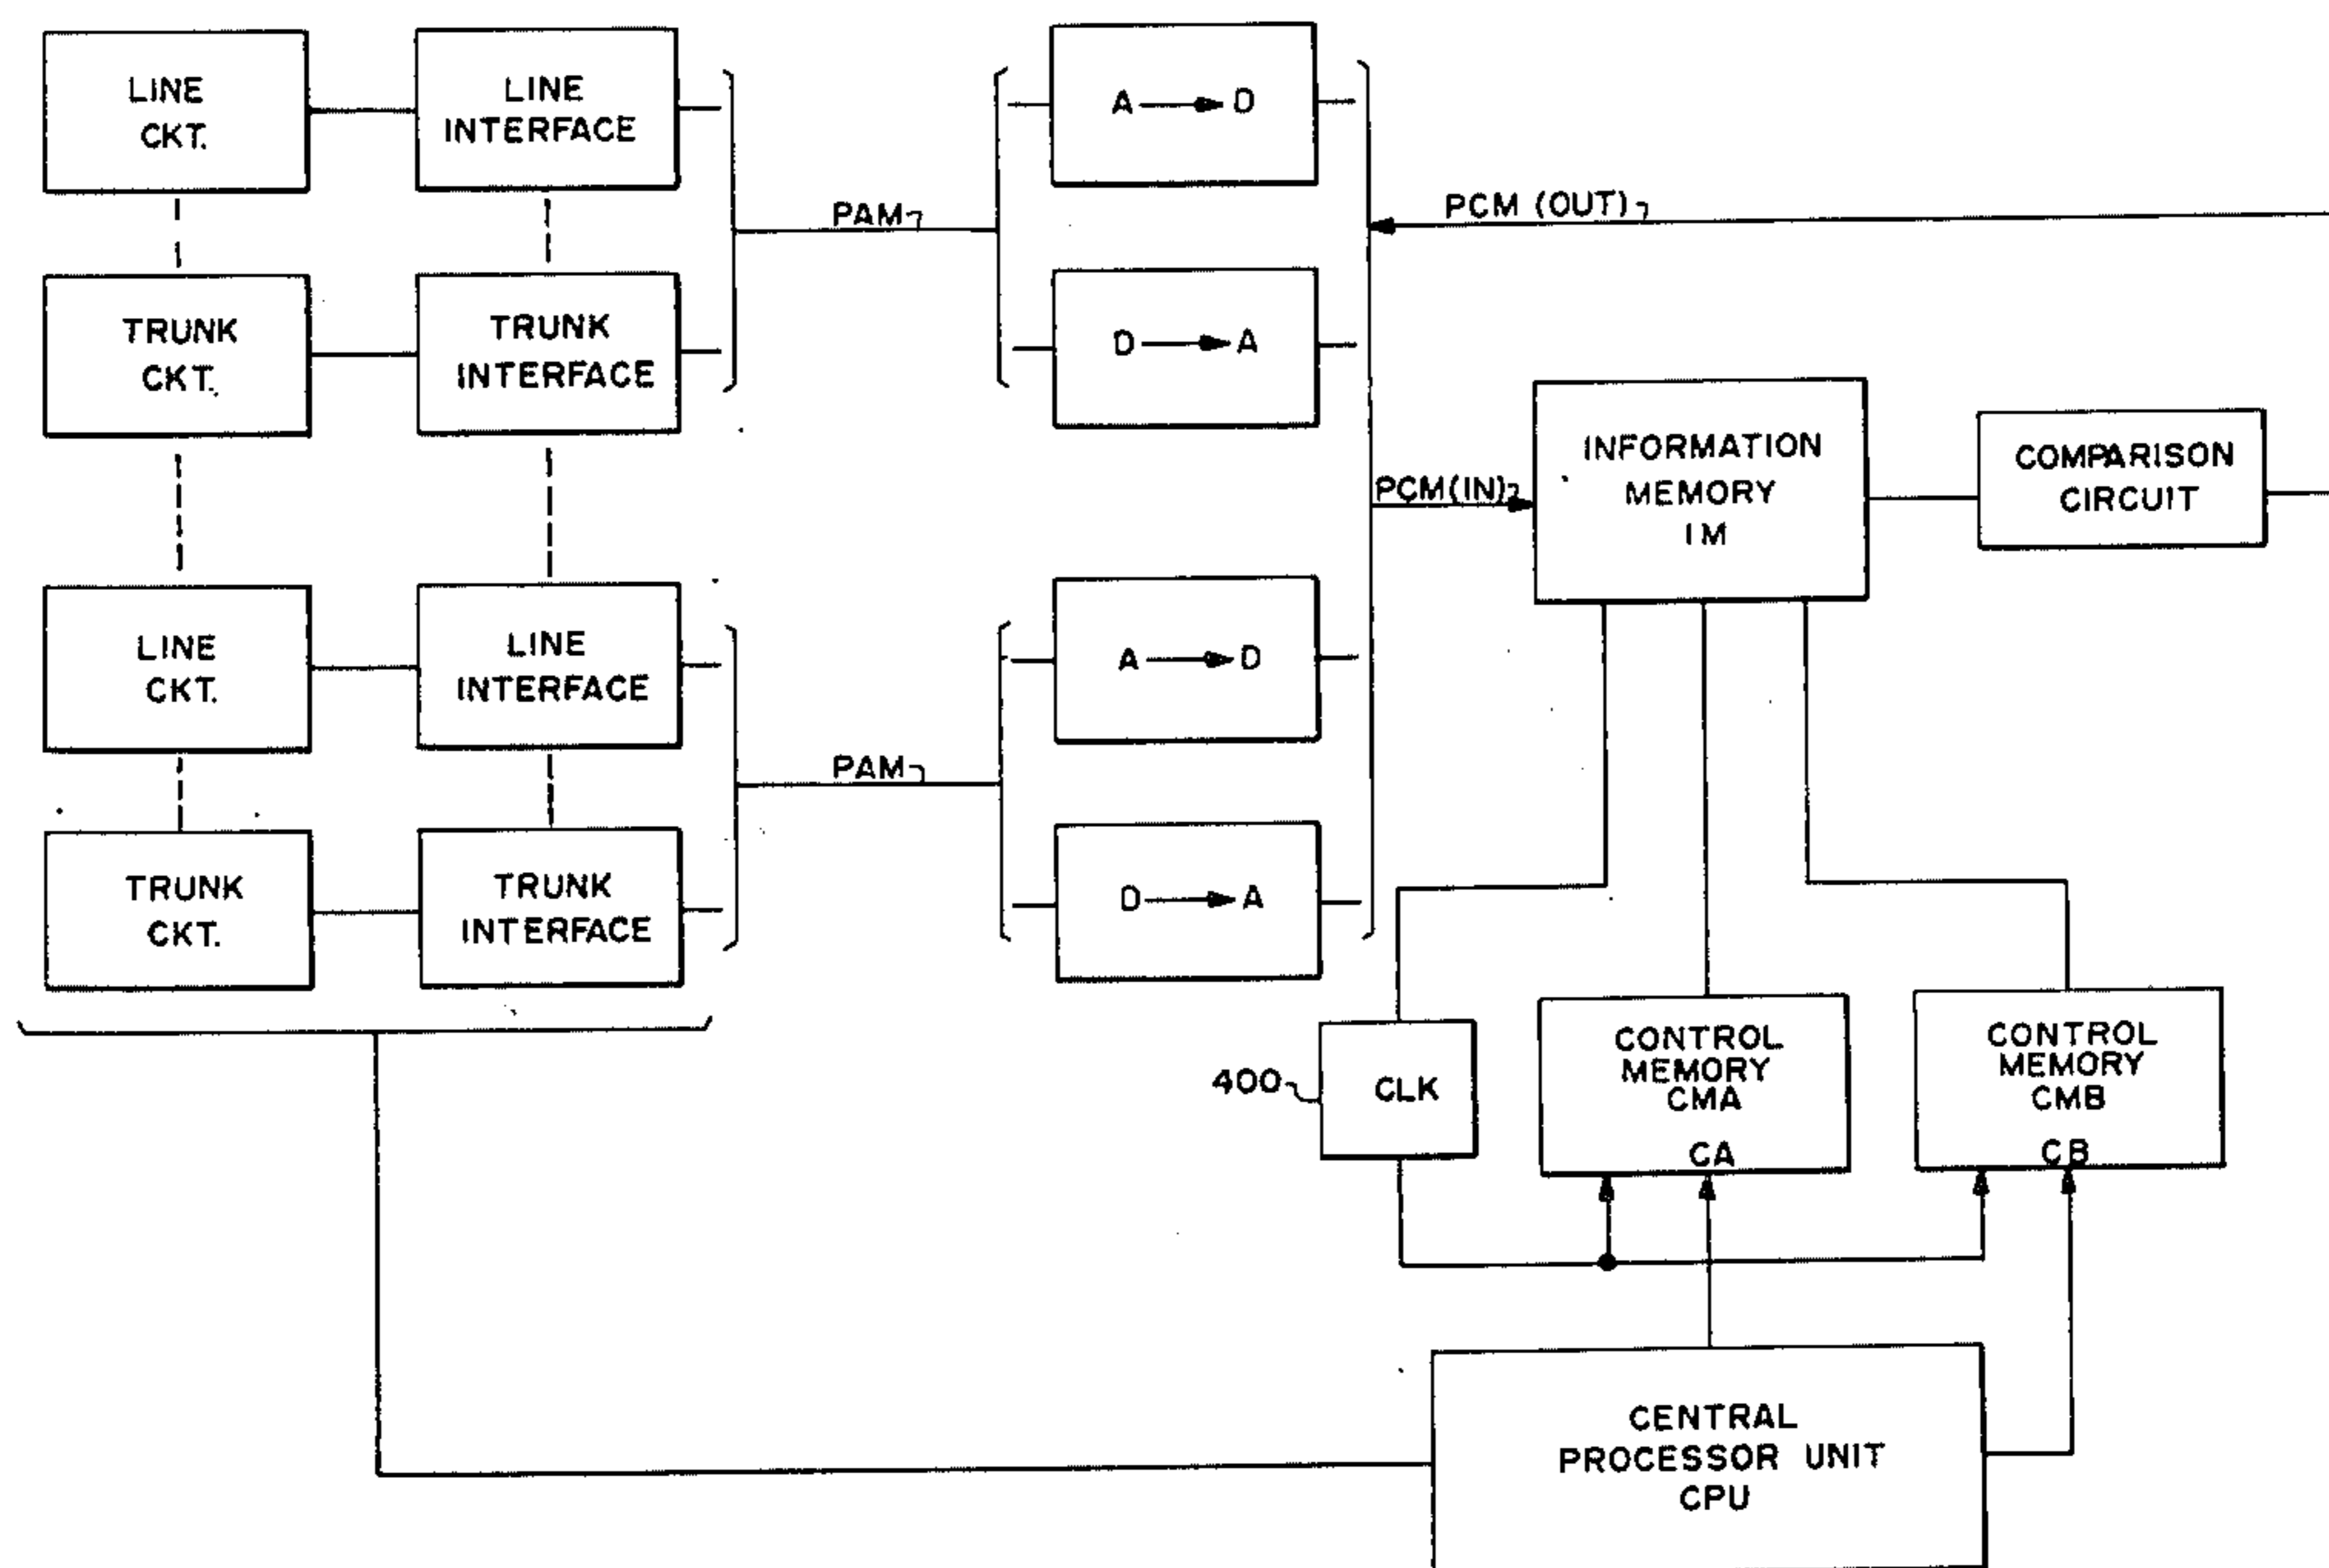 LINE
CKT.
LINE
INTERFACE
A D
PAM
PCM (OUT)
TRUNK
CKT.
TRUNK
INTERFACE
D A
INFORMATION
MEMORY
IM
COMPARISON
CIRCUIT
PCM(IN)
LINE
CKT.
LINE
INTERFACE
A D
PAM
TRUNK
CKT.
TRUNK
INTERFACE
D A
400
CLK
CONTROL
MEMORY
CMA
CA
CONTROL
MEMORY
CMB
CB
CENTRAL
PROCESSOR UNIT
CPU